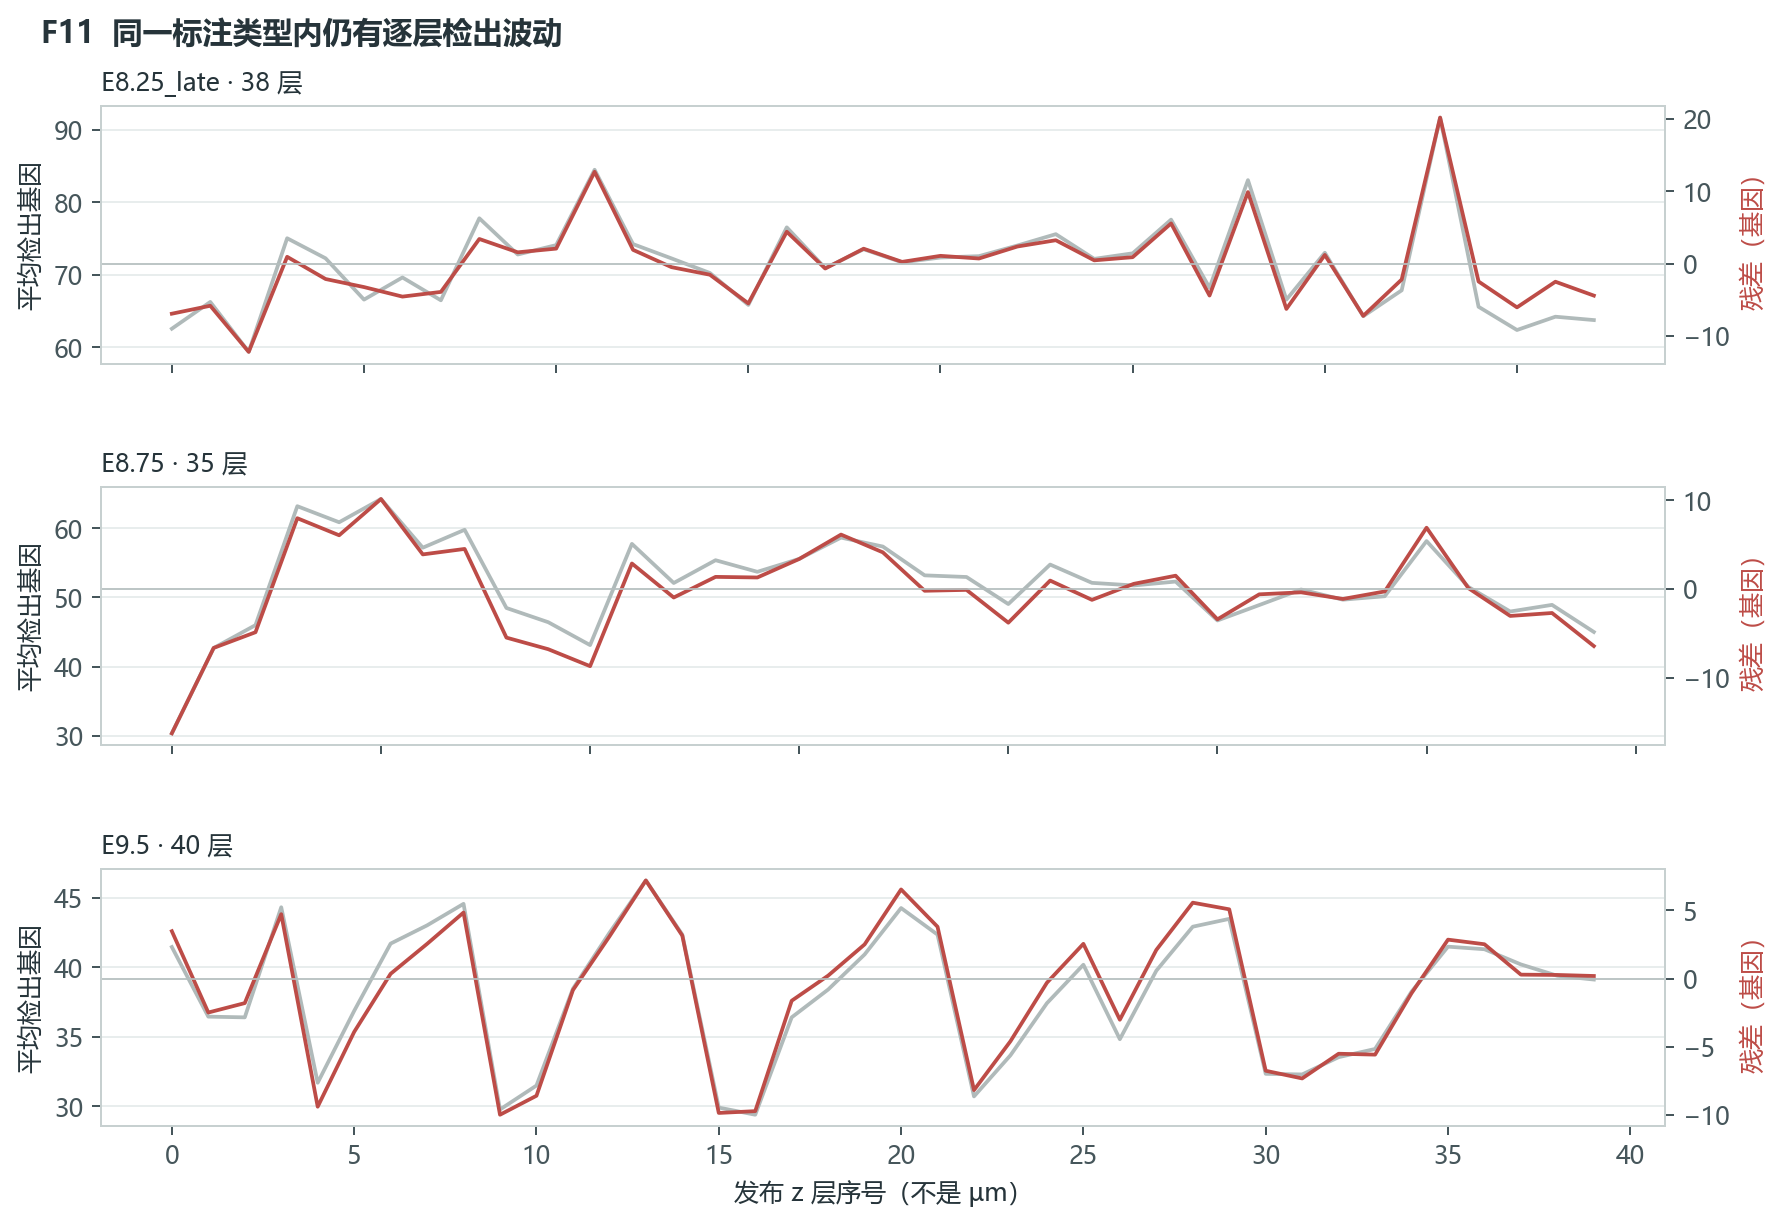 F11 同一标注类型内仍有逐层检出波动
E8.25_late · 38 层
90
80
70
60
平均检出基因
20
10
0
−10
残差（基因）
E8.75 · 35 层
60
50
40
30
平均检出基因
10
0
−10
残差（基因）
E9.5 · 40 层
45
40
35
30
平均检出基因
5
0
−5
−10
残差（基因）
0 5 10 15 20 25 30 35 40
发布 z 层序号（不是 μm）